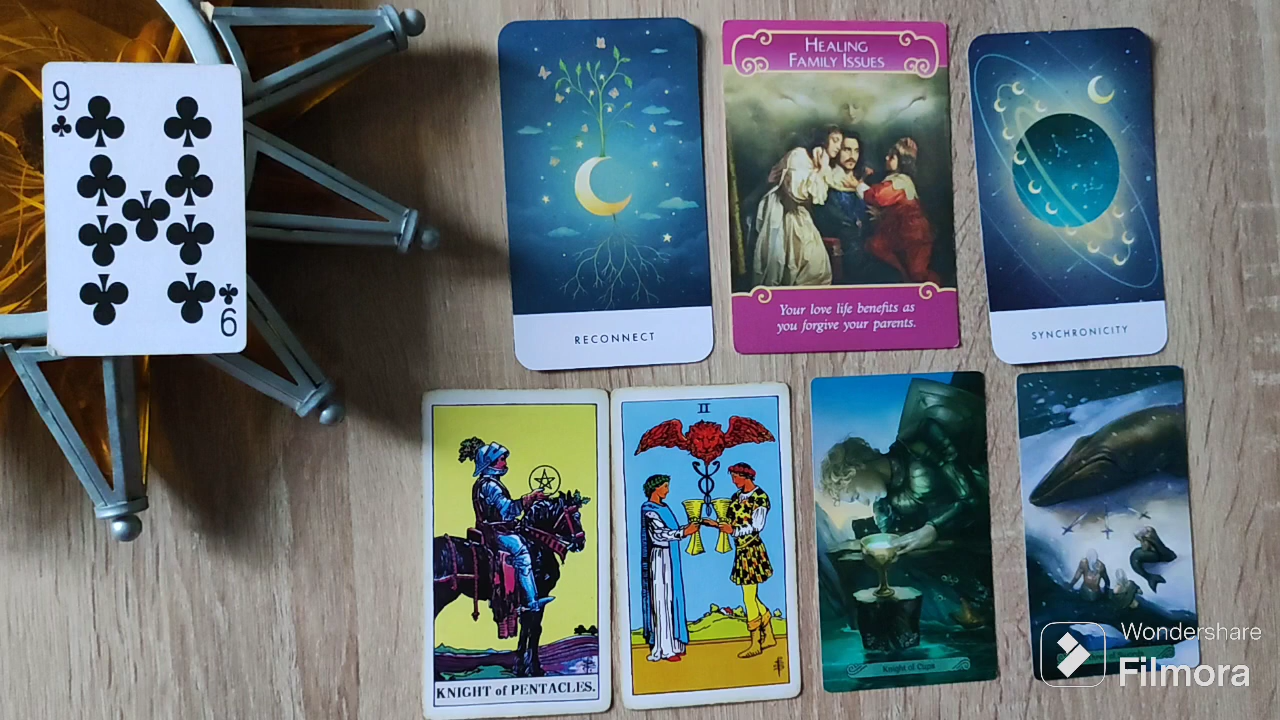 9
HEALING
FAMILY ISSUES
Your love life benefits as
you forgive your parents.
RECONNECT
SYNCHRONICITY
9
II
KNIGHT of PENTACLES.
Knight of Cups
Wondershare
Filmora